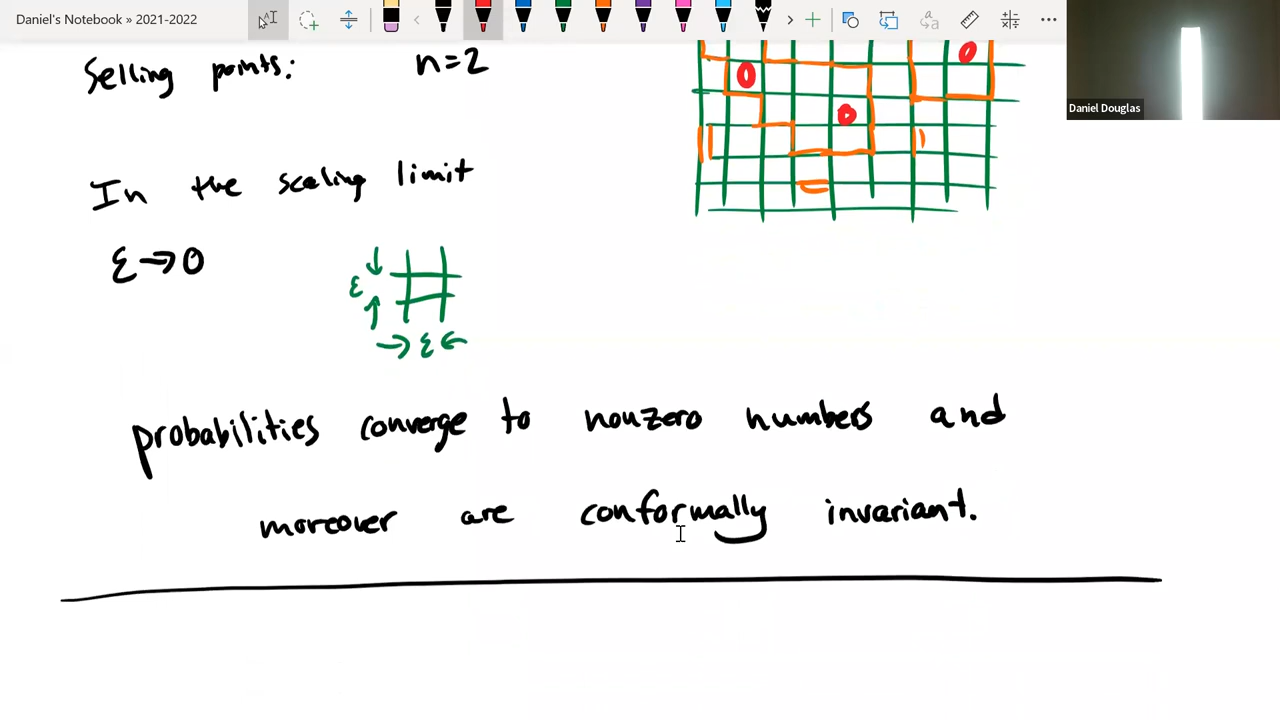 Daniel's Notebook » 2021-2022
Daniel Douglas
Selling points: n=2
In the scaling limit
ε→0
ε
→ ε ←
probabilities converge to nonzero numbers and
moreover are conformally invariant.